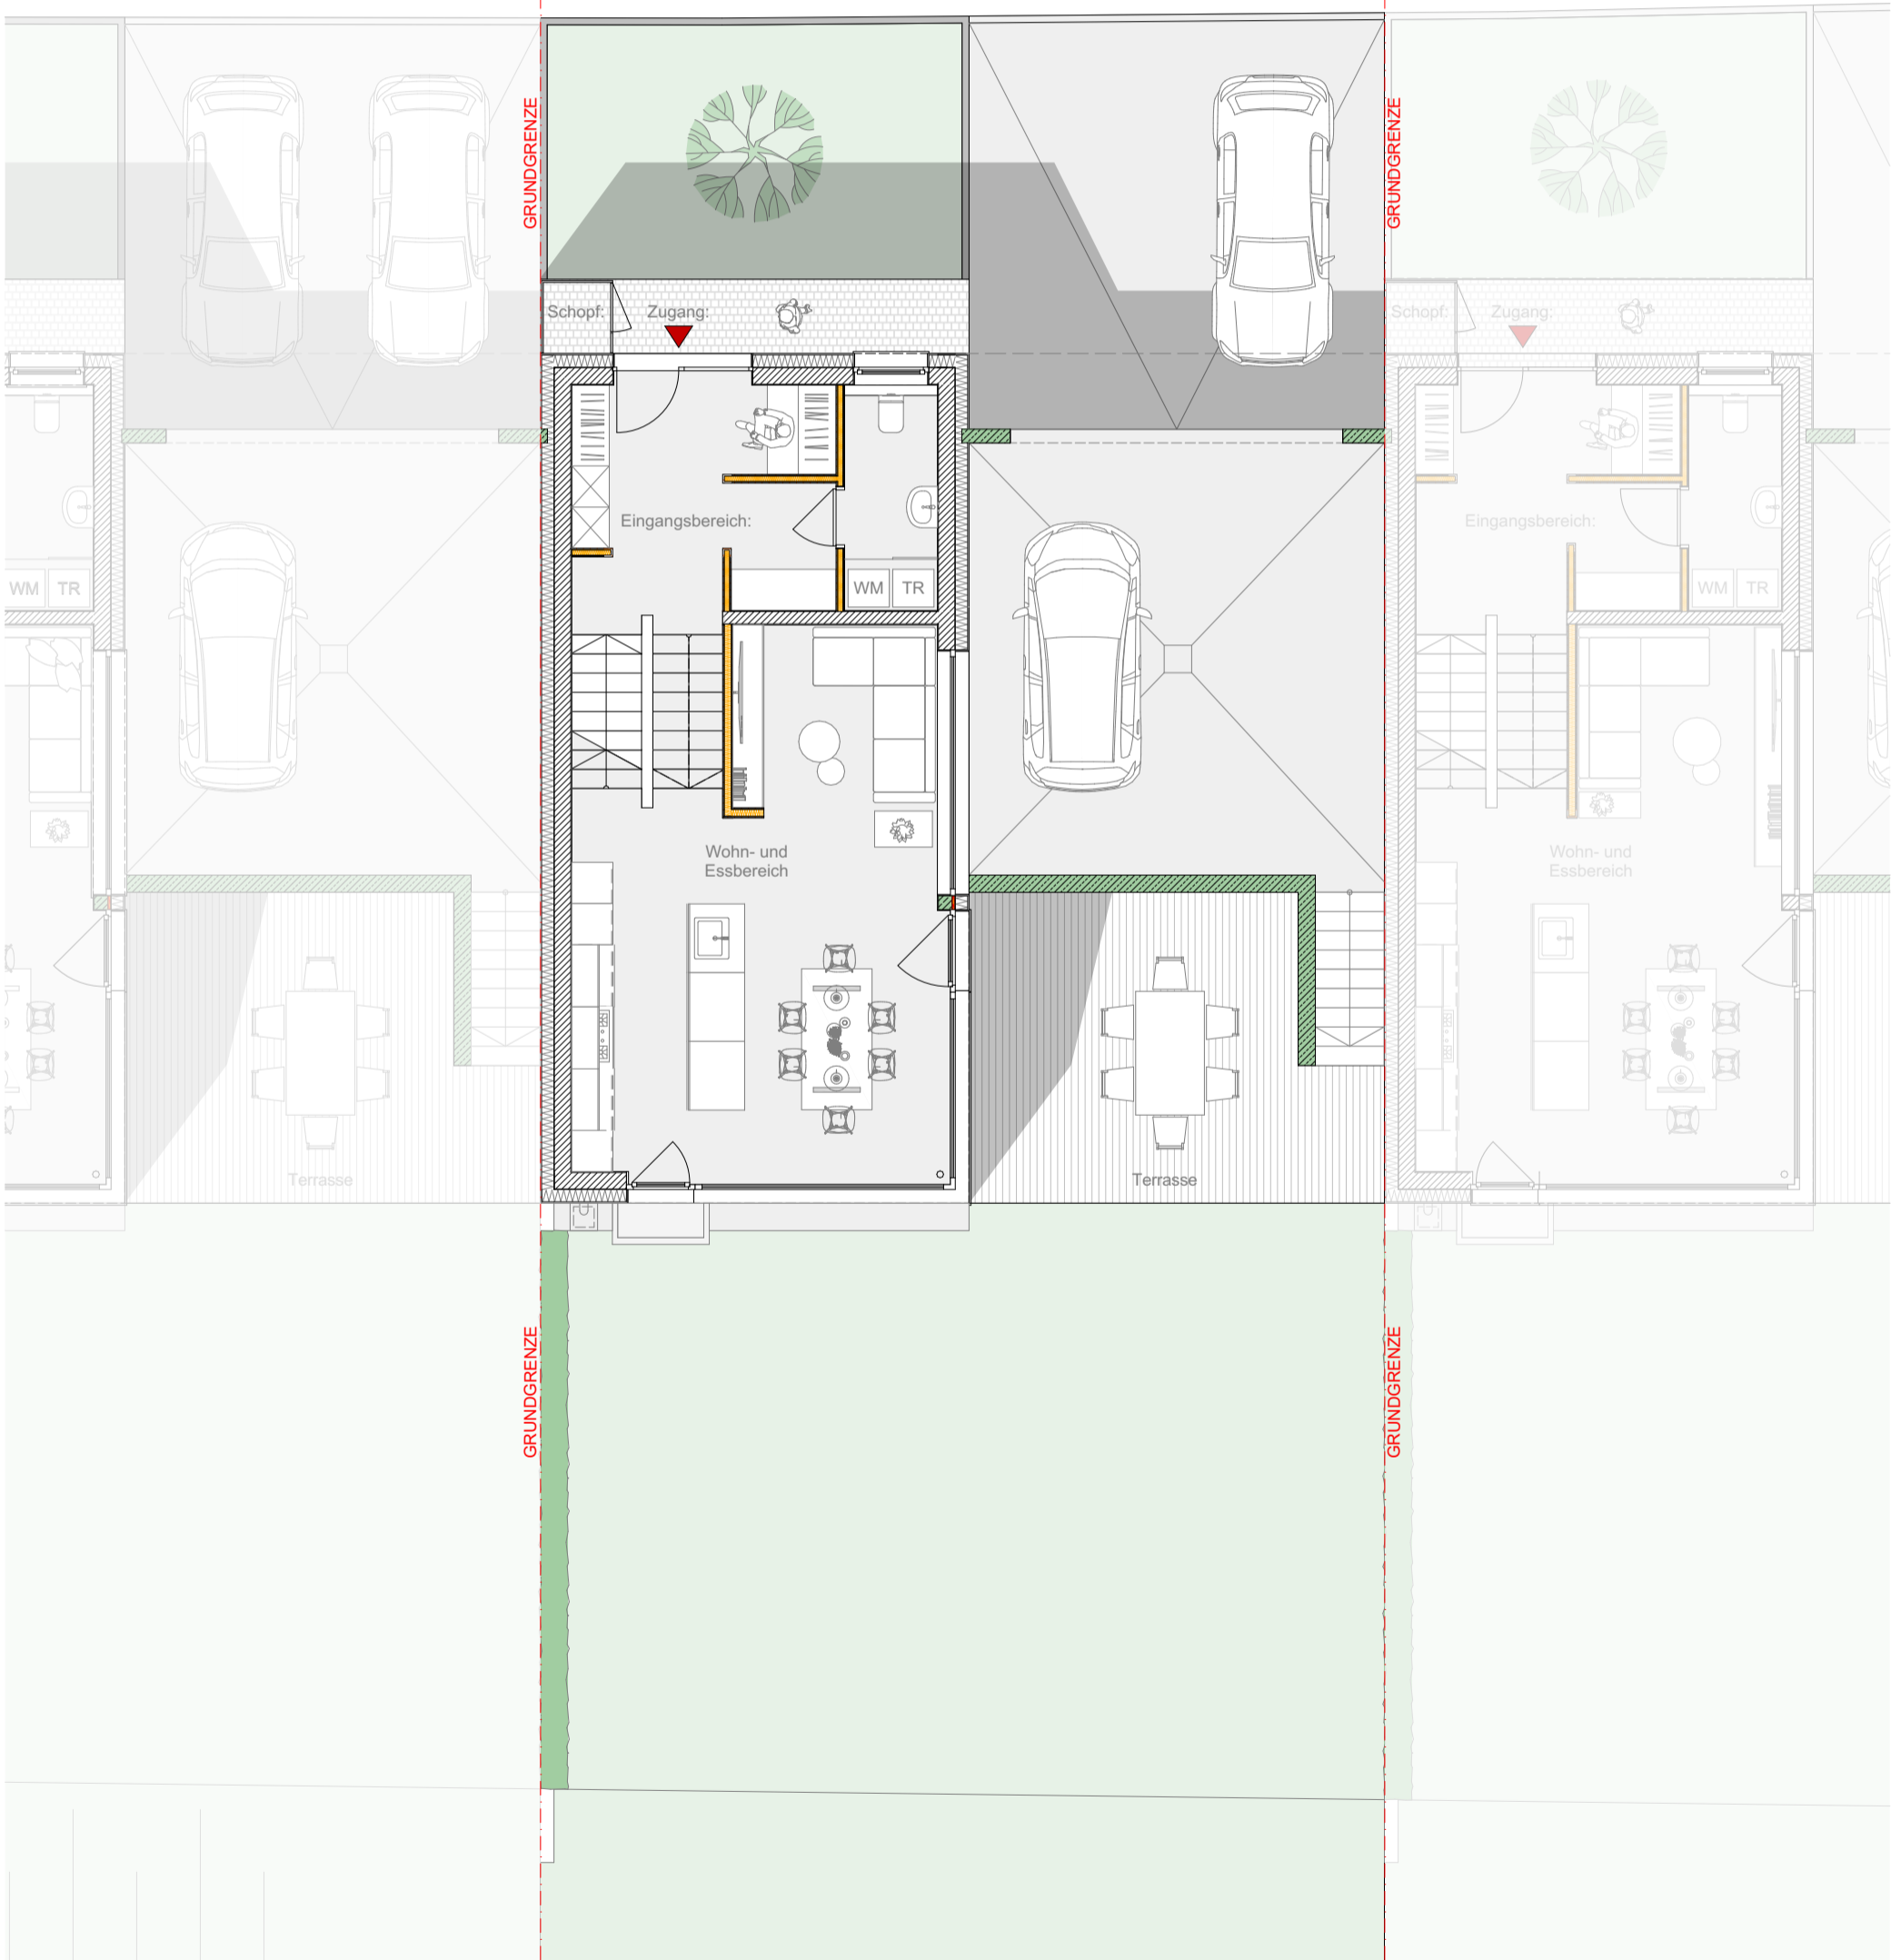 GRUNDGRENZE
GRUNDGRENZE
Schopf:
Zugang:
Schopf:
Zugang:
Eingangsbereich:
Eingangsbereich:
WM
TR
WM
TR
WM
TR
Wohn- und
Essbereich
Wohn- und
Essbereich
Terrasse
Terrasse
GRUNDGRENZE
GRUNDGRENZE